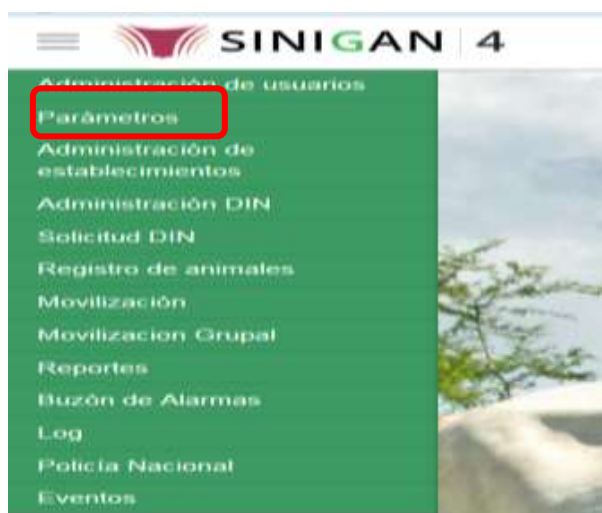 SINIGAN 4
Administración de usuarios
Parámetros
Administración de
establecimientos
Administración DIN
Solicitud DIN
Registro de animales
Movilización
Movilizacion Grupal
Reportes
Buzón de Alarmas
Log
Policía Nacional
Eventos